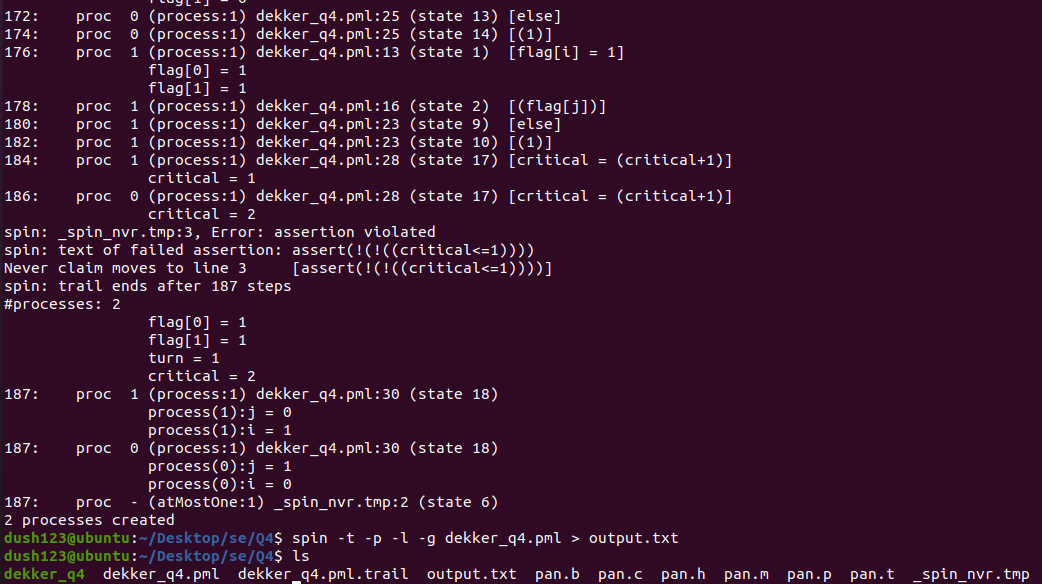 flag[1] = 0
172:    proc  0 (process:1) dekker_q4.pml:25 (state 13) [else]
174:    proc  0 (process:1) dekker_q4.pml:25 (state 14) [(1)]
176:    proc  1 (process:1) dekker_q4.pml:13 (state 1)  [flag[i] = 1]
                flag[0] = 1
                flag[1] = 1
178:    proc  1 (process:1) dekker_q4.pml:16 (state 2)  [(flag[j])]
180:    proc  1 (process:1) dekker_q4.pml:23 (state 9)  [else]
182:    proc  1 (process:1) dekker_q4.pml:23 (state 10) [(1)]
184:    proc  1 (process:1) dekker_q4.pml:28 (state 17) [critical = (critical+1)]
                critical = 1
186:    proc  0 (process:1) dekker_q4.pml:28 (state 17) [critical = (critical+1)]
                critical = 2
spin: _spin_nvr.tmp:3, Error: assertion violated
spin: text of failed assertion: assert(!(!((critical<=1))))
Never claim moves to line 3     [assert(!(!((critical<=1))))]
spin: trail ends after 187 steps
#processes: 2
                flag[0] = 1
                flag[1] = 1
                turn = 1
                critical = 2
187:    proc  1 (process:1) dekker_q4.pml:30 (state 18)
                process(1):j = 0
                process(1):i = 1
187:    proc  0 (process:1) dekker_q4.pml:30 (state 18)
                process(0):j = 1
                process(0):i = 0
187:    proc  - (atMostOne:1) _spin_nvr.tmp:2 (state 6)
2 processes created
dush123@ubuntu:~/Desktop/se/Q4$ spin -t -p -l -g dekker_q4.pml > output.txt
dush123@ubuntu:~/Desktop/se/Q4$ ls
dekker_q4  dekker_q4.pml  dekker_q4.pml.trail  output.txt  pan.b  pan.c  pan.h  pan.m  pan.p  pan.t  _spin_nvr.tmp